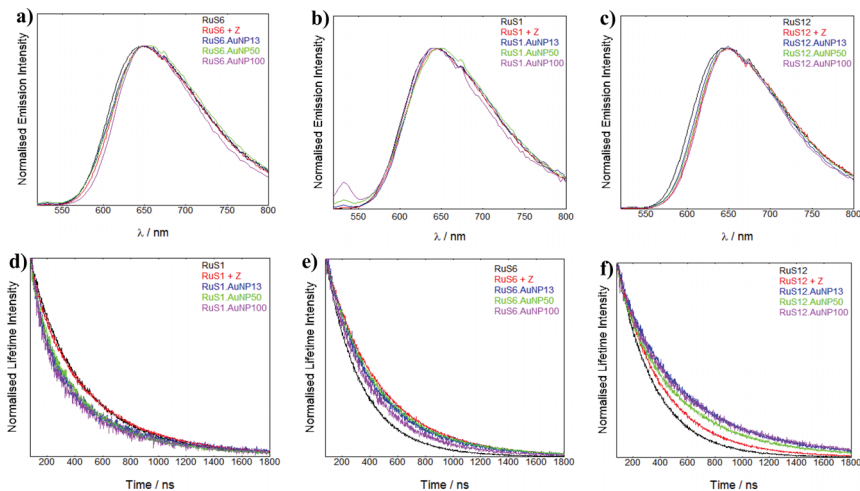 a)
RuS6
RuS6 + Z
RuS6.AuNP13
RuS6.AuNP50
RuS6.AuNP100
Normalised Emission Intensity
550 600 650 700 750 800
λ / nm
b)
RuS1
RuS1 + Z
RuS1.AuNP13
RuS1.AuNP50
RuS1.AuNP100
Normalised Emission Intensity
550 600 650 700 750 800
λ / nm
c)
RuS12
RuS12 + Z
RuS12.AuNP13
RuS12.AuNP50
RuS12.AuNP100
Normalised Emission Intensity
550 600 650 700 750 800
λ / nm
d)
RuS1
RuS1 + Z
RuS1.AuNP13
RuS1.AuNP50
RuS1.AuNP100
Normalised Lifetime Intensity
200 400 600 800 1000 1200 1400 1600 1800
Time / ns
e)
RuS6
RuS6 + Z
RuS6.AuNP13
RuS6.AuNP50
RuS6.AuNP100
Normalised Lifetime Intensity
200 400 600 800 1000 1200 1400 1600 1800
Time / ns
f)
RuS12
RuS12 + Z
RuS12.AuNP13
RuS12.AuNP50
RuS12.AuNP100
Normalised Lifetime Intensity
200 400 600 800 1000 1200 1400 1600 1800
Time / ns